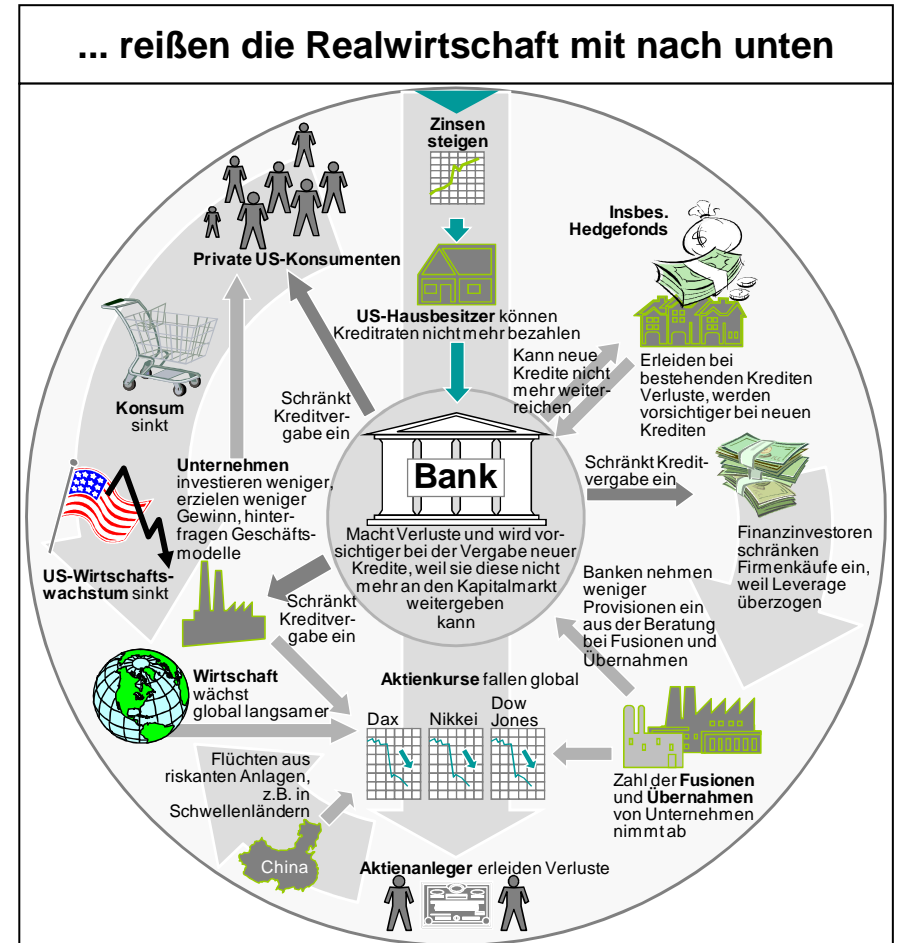 ... reißen die Realwirtschaft mit nach unten
Zinsen
steigen
Insbes.
Hedgefonds
Private US-Konsumenten
US-Hausbesitzer können
Kreditraten nicht mehr bezahlen
Kann neue
Kredite nicht
mehr weiter-
reichen
Erleiden bei
bestehenden Krediten
Verluste, werden
vorsichtiger bei neuen
Krediten
Schränkt
Kreditver-
gabe ein
Konsum
sinkt
Unternehmen
investieren weniger,
erzielen weniger
Gewinn, hinter-
fragen Geschäfts-
modelle
Bank
Schränkt Kredit-
vergabe ein
Macht Verluste und wird vor-
sichtiger bei der Vergabe neuer
Kredite, weil sie diese nicht
mehr an den Kapitalmarkt
weitergeben
kann
Finanzinvestoren
schränken
Firmenkäufe ein,
weil Leverage
überzogen
US-Wirtschafts-
wachstum sinkt
Schränkt
Kreditver-
gabe ein
Banken nehmen
weniger
Provisionen ein
aus der Beratung
bei Fusionen und
Übernahmen
Wirtschaft
wächst
global langsamer
Aktienkurse fallen global
Dax
Nikkei
Dow
Jones
Flüchten aus
riskanten Anlagen,
z.B. in
Schwellenländern
China
Zahl der Fusionen
und Übernahmen
von Unternehmen
nimmt ab
Aktienanleger erleiden Verluste